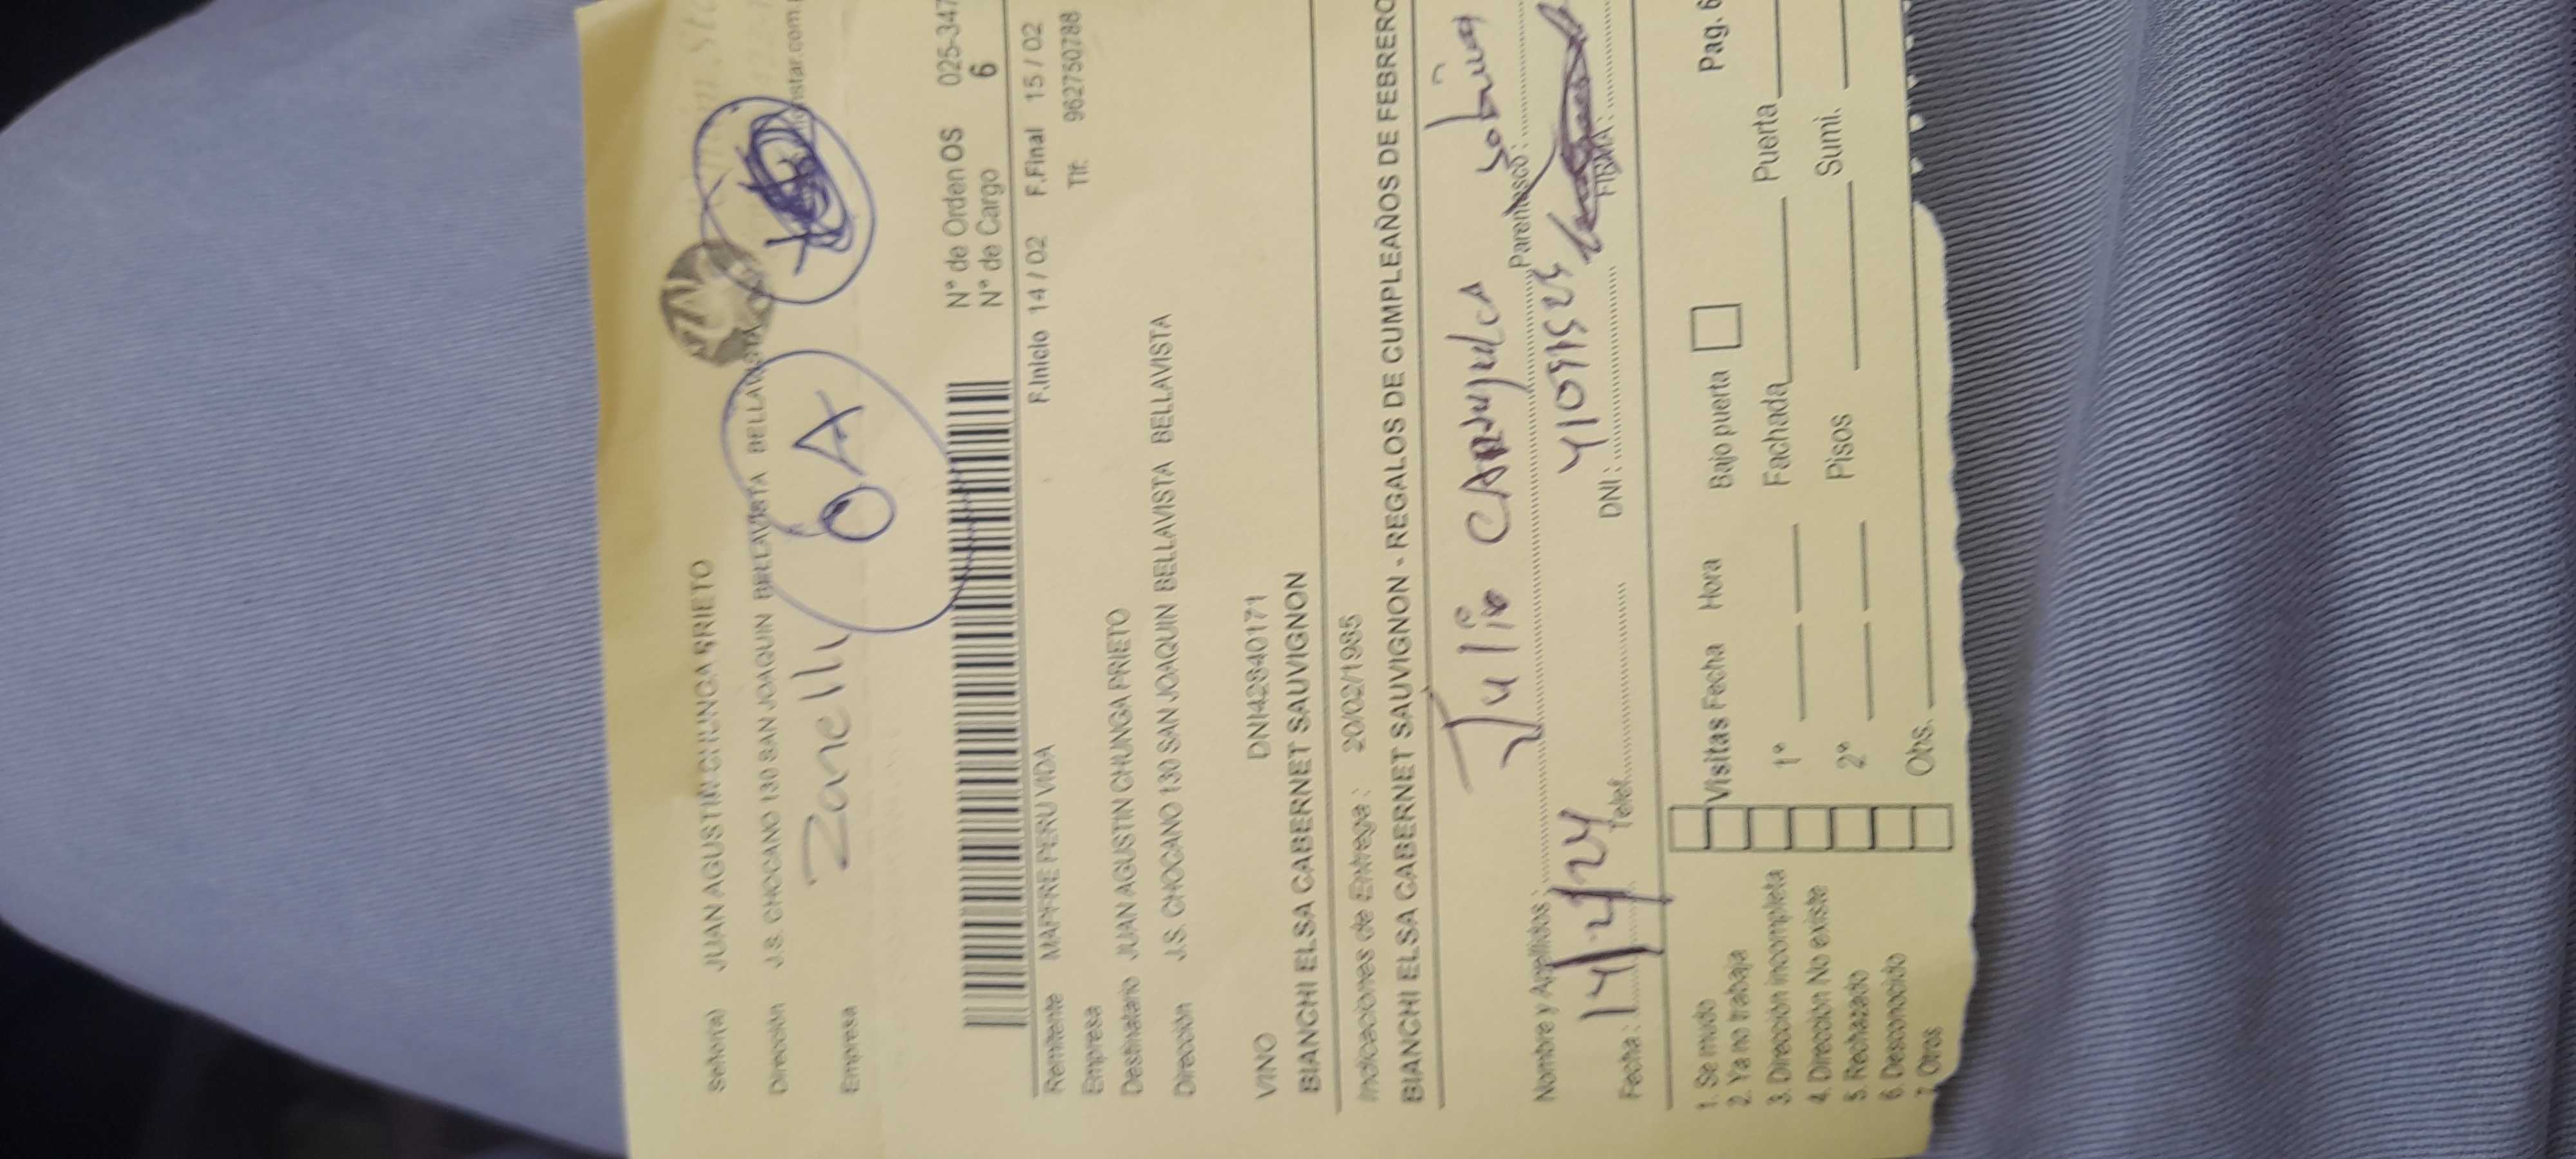 Señor(a) JUAN AGUSTIN CHUNGA PRIETO
Dirección J.S. CHOCANO 130 SAN JOAQUIN BELLAVISTA BELLAVISTA
Zanelli
OA
Empresa
N° de Orden OS 025-347
N° de Cargo 6
F.Inicio 14 / 02 F.Final 15 / 02
Remitente MAPFRE PERU VIDA
Tlf. 962750788
Empresa
Destinatario JUAN AGUSTIN CHUNGA PRIETO
Dirección J.S. CHOCANO 130 SAN JOAQUIN BELLAVISTA BELLAVISTA
DNI42840171
VINO
BIANCHI ELSA CABERNET SAUVIGNON
Indicaciones de Entrega : 20/02/1985
BIANCHI ELSA CABERNET SAUVIGNON - REGALOS DE CUMPLEAÑOS DE FEBRERO
Julio
Nombre y Apellidos : Parentesco :
14/2/24
Fecha : Telef. DNI : FIRMA :
1. Se mudo
2. Ya no trabaja
3. Dirección incompleta
4. Direccion No existe
5. Rechazado
6. Desconocido
7. Otros
Visitas Fecha Hora Bajo puerta Pag. 6
1° Fachada Puerta
2° Pisos Sumi.
Obs.